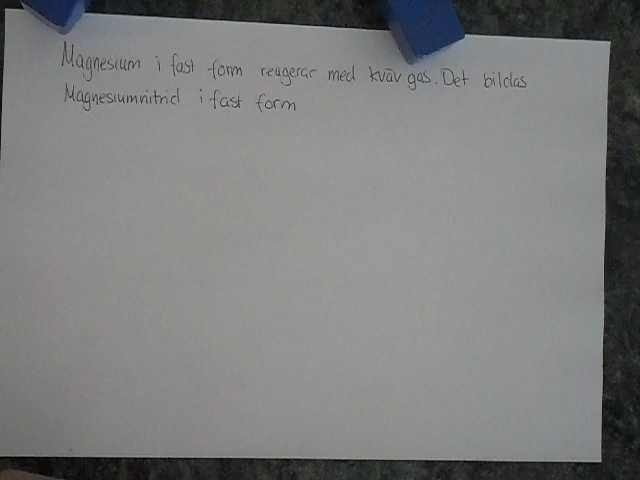 Magnesium i fast form reagerar med kväv gas. Det bildas
Magnesiumnitrid i fast form